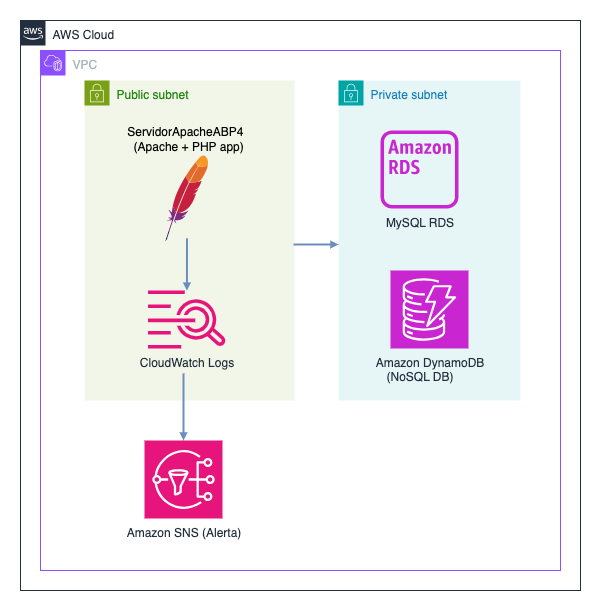 aws
AWS Cloud
VPC
Public subnet
Private subnet
ServidorApacheABP4
(Apache + PHP app)
Amazon
RDS
MySQL RDS
CloudWatch Logs
Amazon DynamoDB
(NoSQL DB)
Amazon SNS (Alerta)